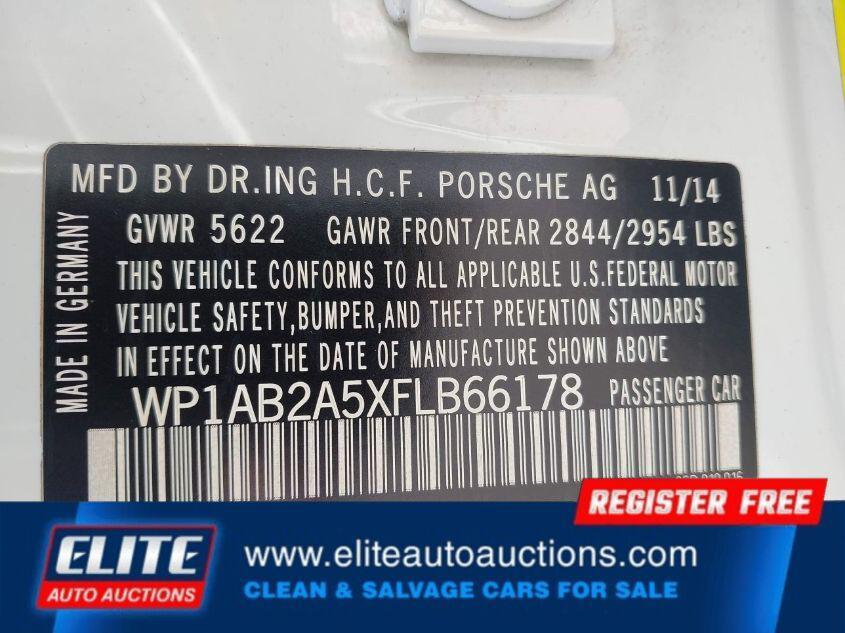 MFD BY DR.ING H.C.F. PORSCHE AG 11/14
GVWR 5622 GAWR FRONT/REAR 2844/2954 LBS
THIS VEHICLE CONFORMS TO ALL APPLICABLE U.S.FEDERAL MOTOR
VEHICLE SAFETY,BUMPER,AND THEFT PREVENTION STANDARDS
IN EFFECT ON THE DATE OF MANUFACTURE SHOWN ABOVE
WP1AB2A5XFLB66178 PASSENGER CAR
MADE IN GERMANY
REGISTER FREE
ELITE
AUTO AUCTIONS
www.eliteautoauctions.com
CLEAN & SALVAGE CARS FOR SALE